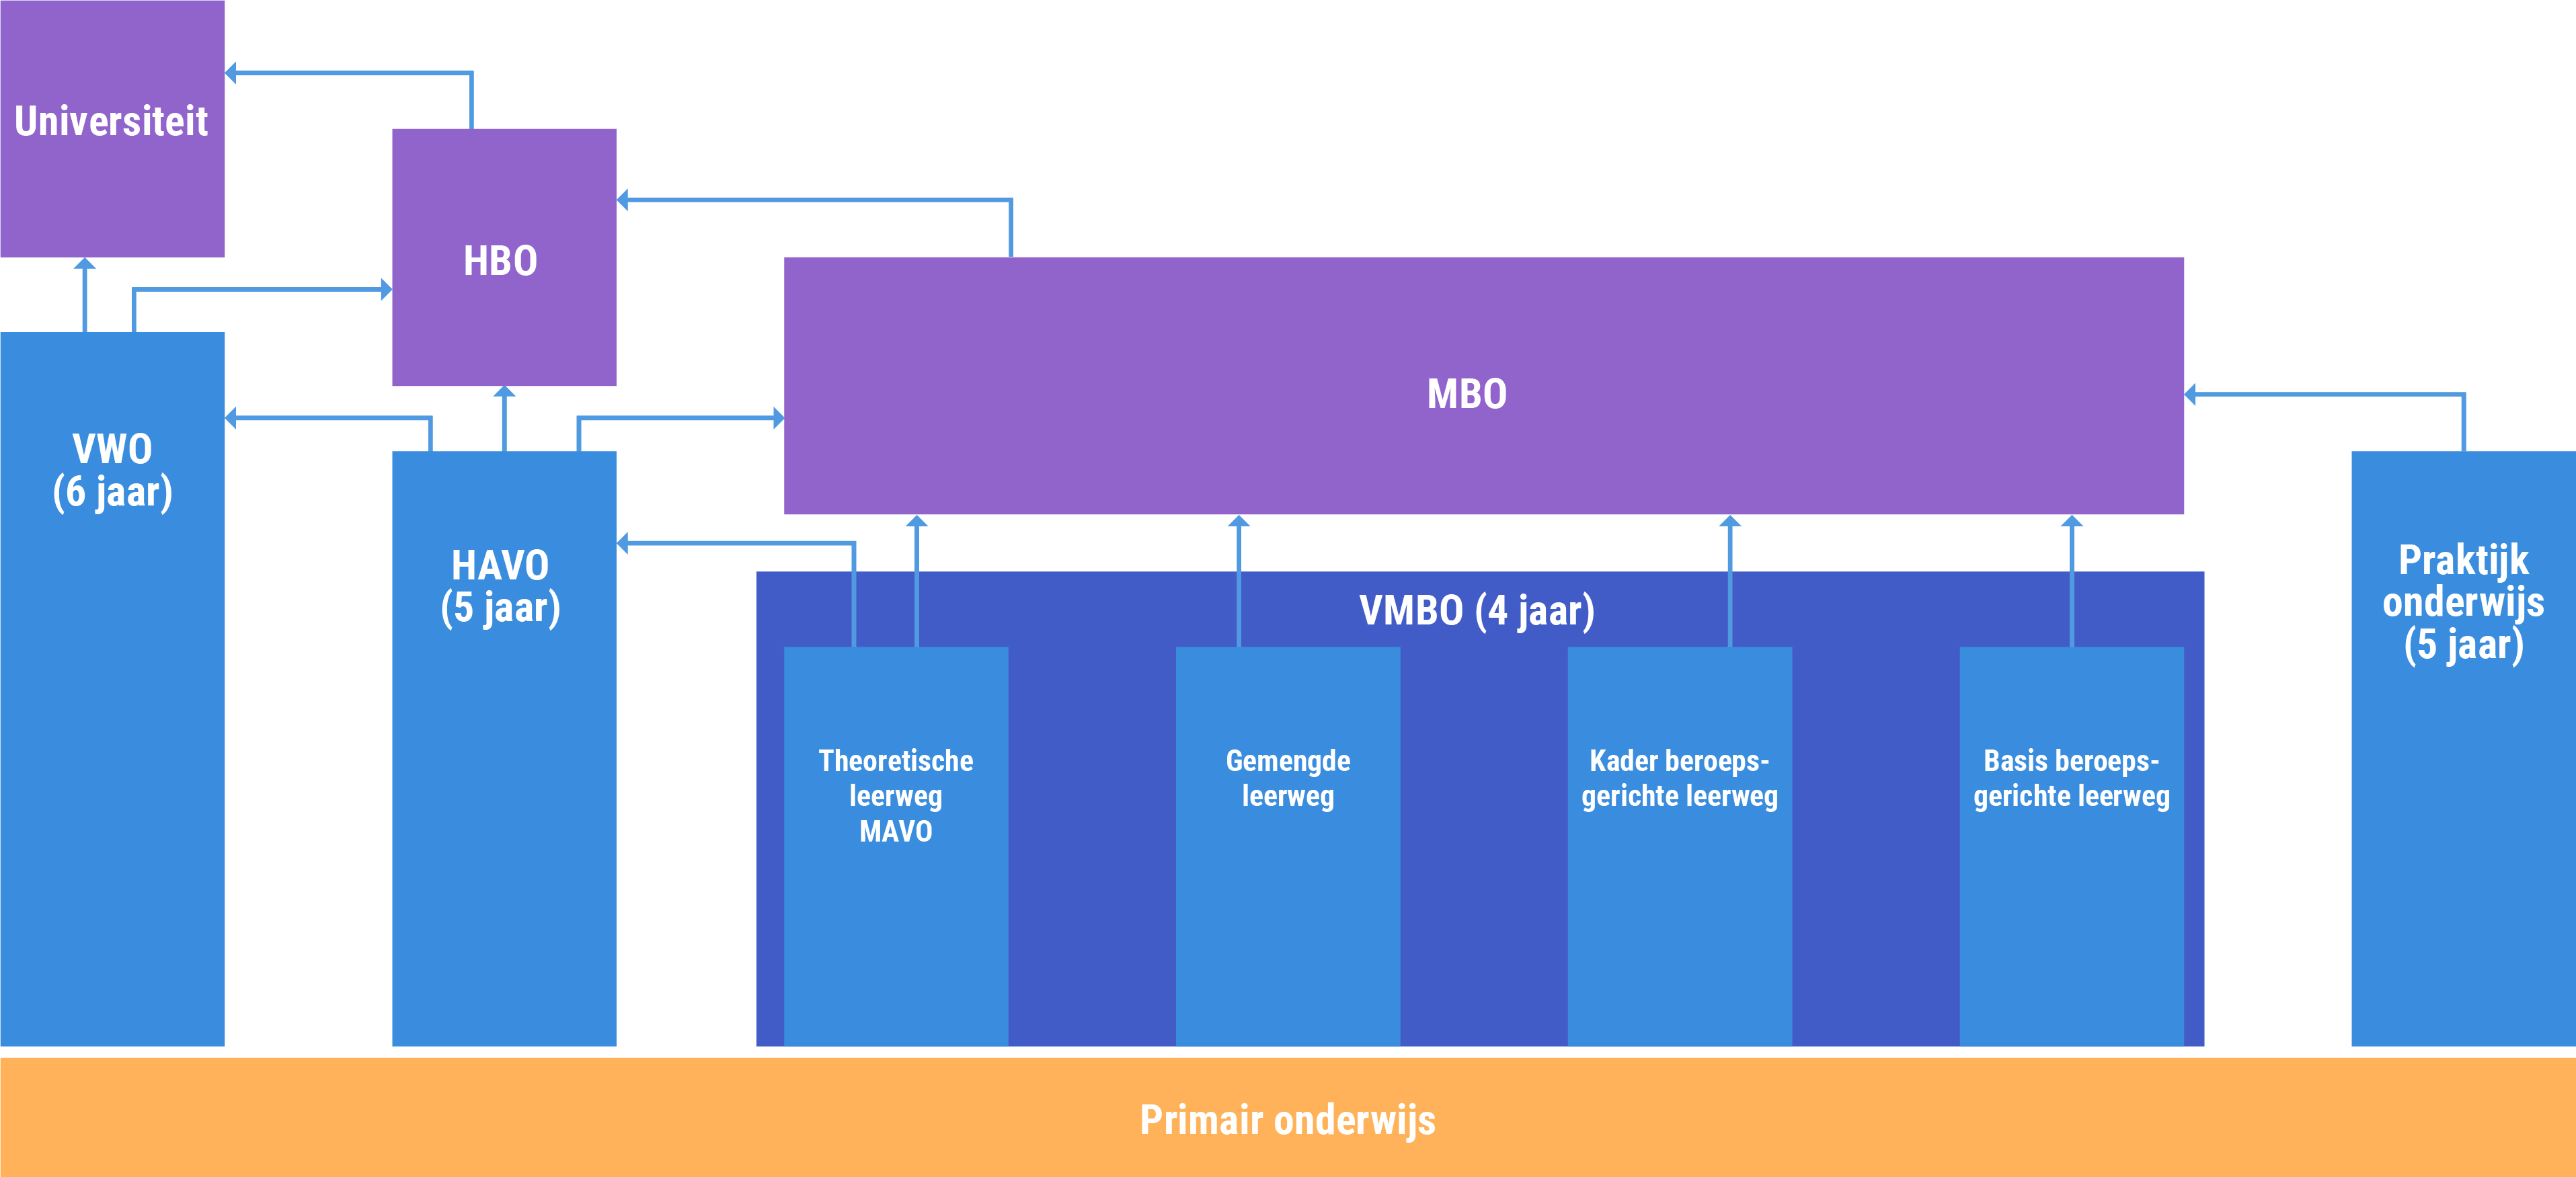 Universiteit
HBO
MBO
VWO
(6 jaar)
HAVO
(5 jaar)
VMBO (4 jaar)
Theoretische
leerweg
MAVO
Gemengde
leerweg
Kader beroeps-
gerichte leerweg
Basis beroeps-
gerichte leerweg
Praktijk
onderwijs
(5 jaar)
Primair onderwijs